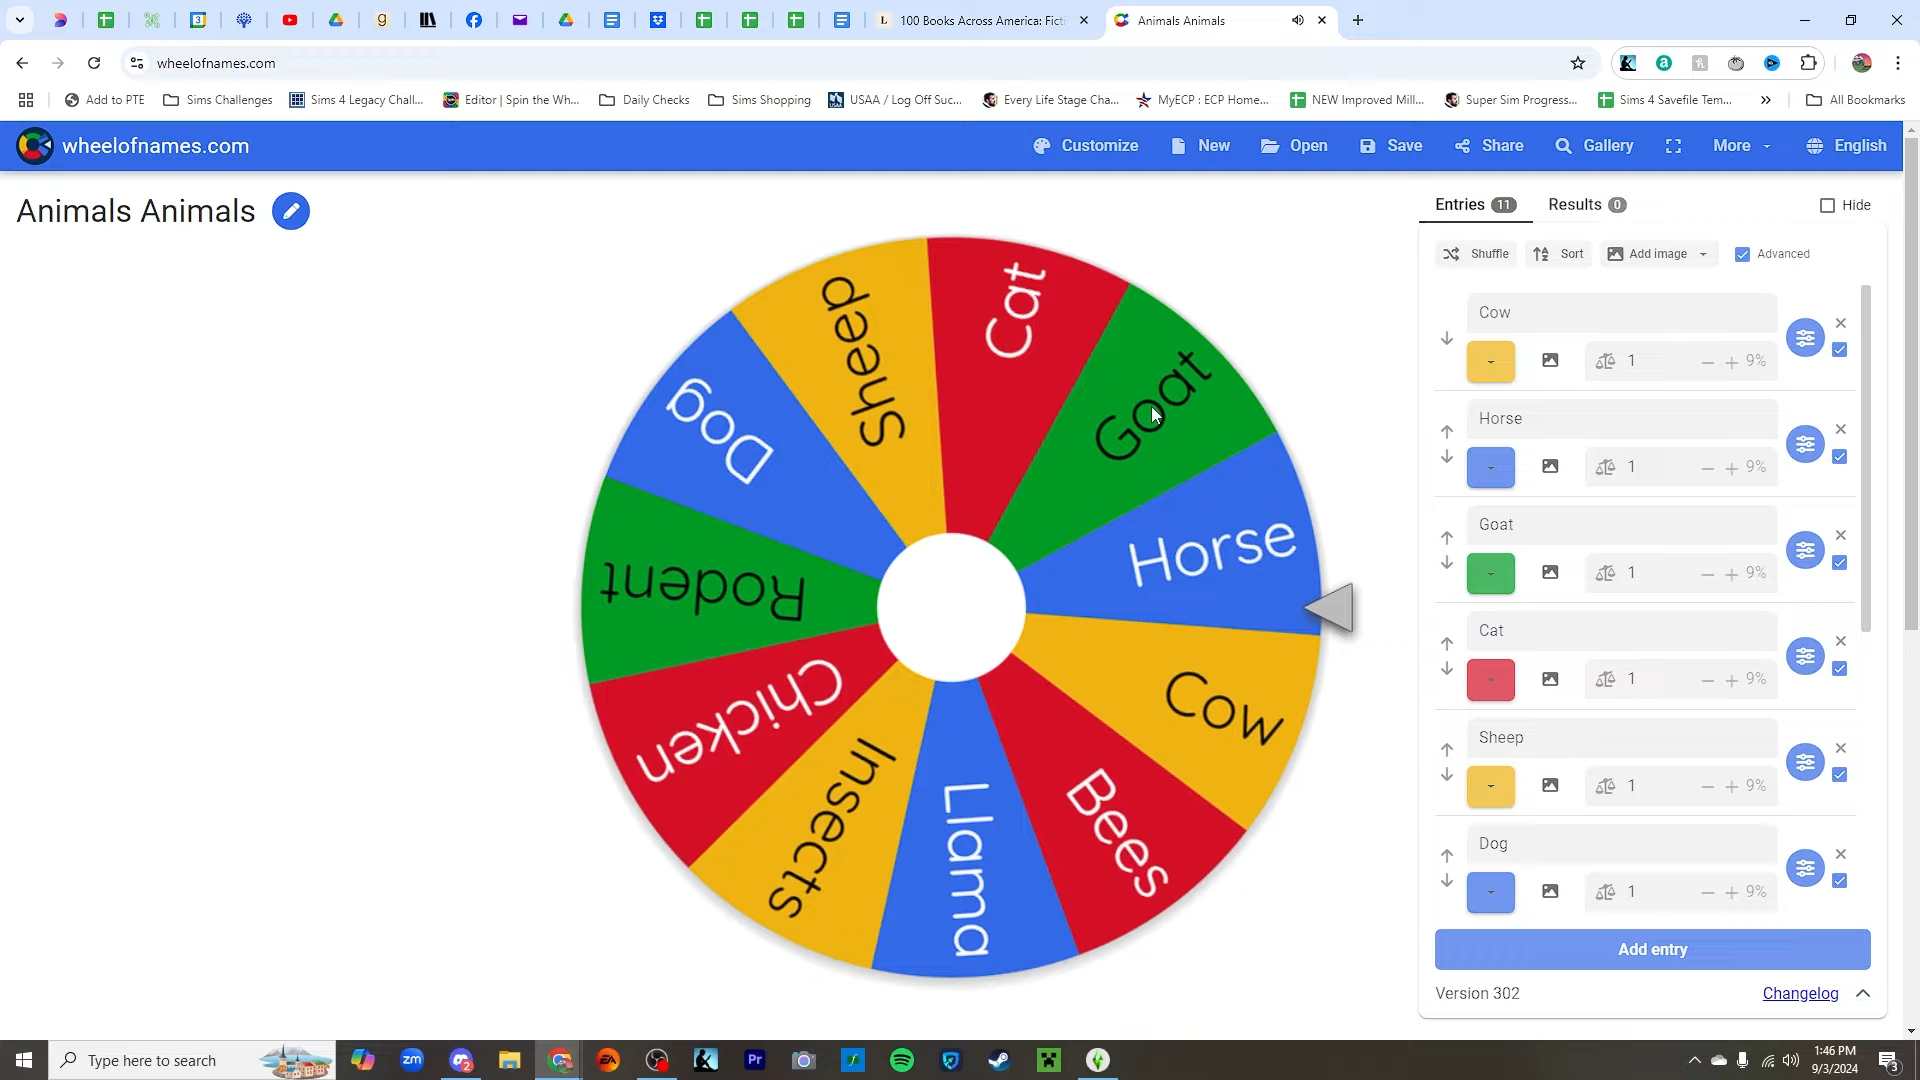 100 Books Across America: Ficti
Animals Animals
wheelofnames.com
Add to PTE
Sims Challenges
Sims 4 Legacy Chall...
Editor | Spin the Wh...
Daily Checks
Sims Shopping
USAA / Log Off Suc...
Every Life Stage Cha...
MyECP : ECP Home...
NEW Improved Mill...
Super Sim Progress...
Sims 4 Savefile Tem...
All Bookmarks
wheelofnames.com
Customize
New
Open
Save
Share
Gallery
More
English
Animals Animals
Entries 11
Results 0
Hide
Shuffle
Sort
Add image
Advanced
Cow
1
9%
Horse
1
9%
Goat
1
9%
Cat
1
9%
Sheep
1
9%
Dog
1
9%
Add entry
Version 302
Changelog
Cat
Goat
Horse
Cow
Bees
Llama
Insects
Chicken
Rodent
Dog
Sheep
Type here to search
1:46 PM
9/3/2024
3